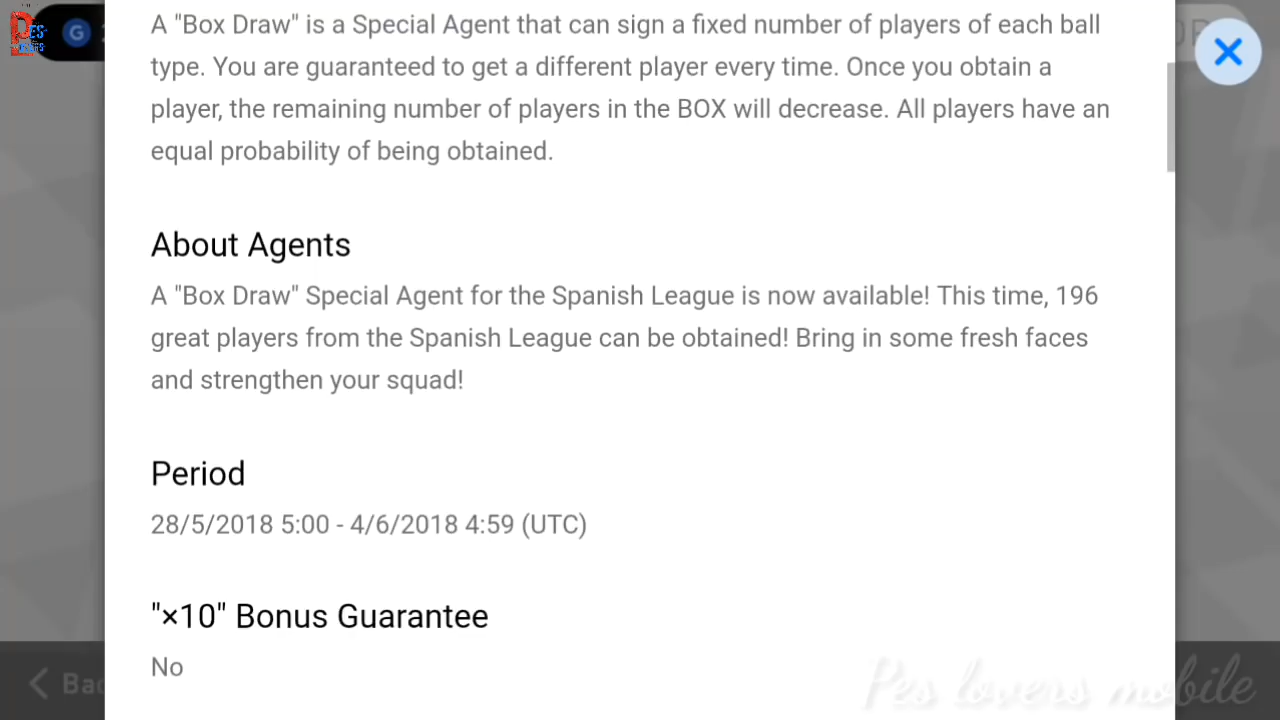 A "Box Draw" is a Special Agent that can sign a fixed number of players of each ball
type. You are guaranteed to get a different player every time. Once you obtain a
player, the remaining number of players in the BOX will decrease. All players have an
equal probability of being obtained.
About Agents
A "Box Draw" Special Agent for the Spanish League is now available! This time, 196
great players from the Spanish League can be obtained! Bring in some fresh faces
and strengthen your squad!
Period
28/5/2018 5:00 - 4/6/2018 4:59 (UTC)
"×10" Bonus Guarantee
No
Pes lovers mobile